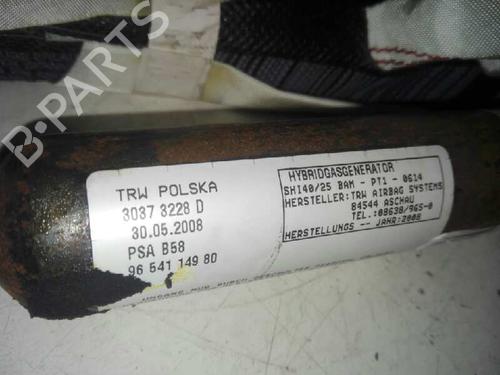 B-PARTS
TRW POLSKA
3037 3228 D
30.05.2008
PSA B58
96 541 149 80
HYBRIDGASGENERATOR
SH140/25 BAM - PT1 - 0614
HERSTELLER:TRW AIRBAG SYSTEMS
84544 ASCHAU
TEL.:08638/965-0
HERSTELLUNGS -- JAHR:2008